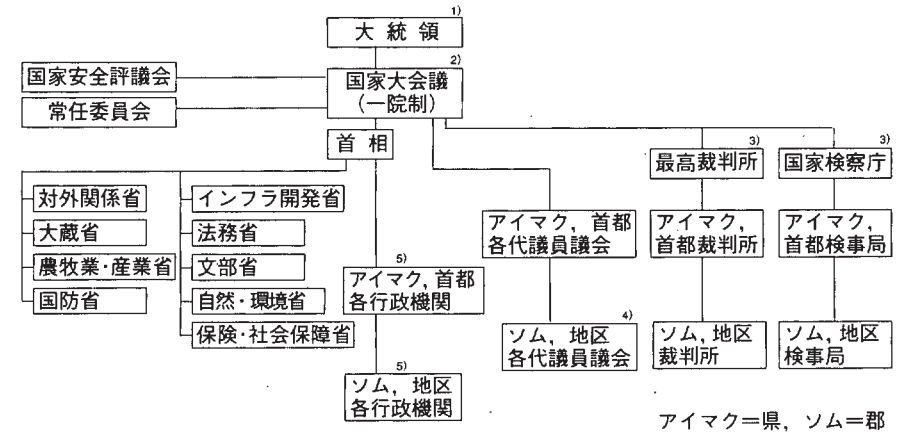 1)
大統領
2)
国家大会議
(一院制)
国家安全評議会
常任委員会
首相
3)
最高裁判所
3)
国家検察庁
対外関係省
大蔵省
農牧業・産業省
国防省
インフラ開発省
法務省
文部省
自然・環境省
保険・社会保障省
5)
アイマク,首都
各行政機関
5)
ソム,地区
各行政機関
アイマク,首都
各代議員議会
4)
ソム,地区
各代議員議会
アイマク,
首都裁判所
ソム,地区
裁判所
アイマク,
首都検事局
ソム,地区
検事局
アイマク=県,ソム=郡